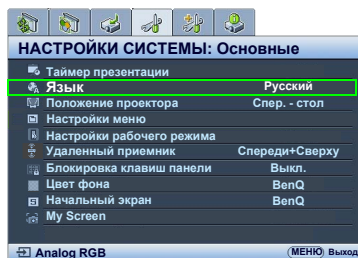 НАСТРОЙКИ СИСТЕМЫ: Основные
Таймер презентации
Язык Русский
Положение проектора Спер. - стол
Настройки меню
Настройки рабочего режима
Удаленный приемник Спереди+Сверху
Блокировка клавиш панели Выкл.
Цвет фона BenQ
Начальный экран BenQ
My Screen
Analog RGB МЕНЮ Выход